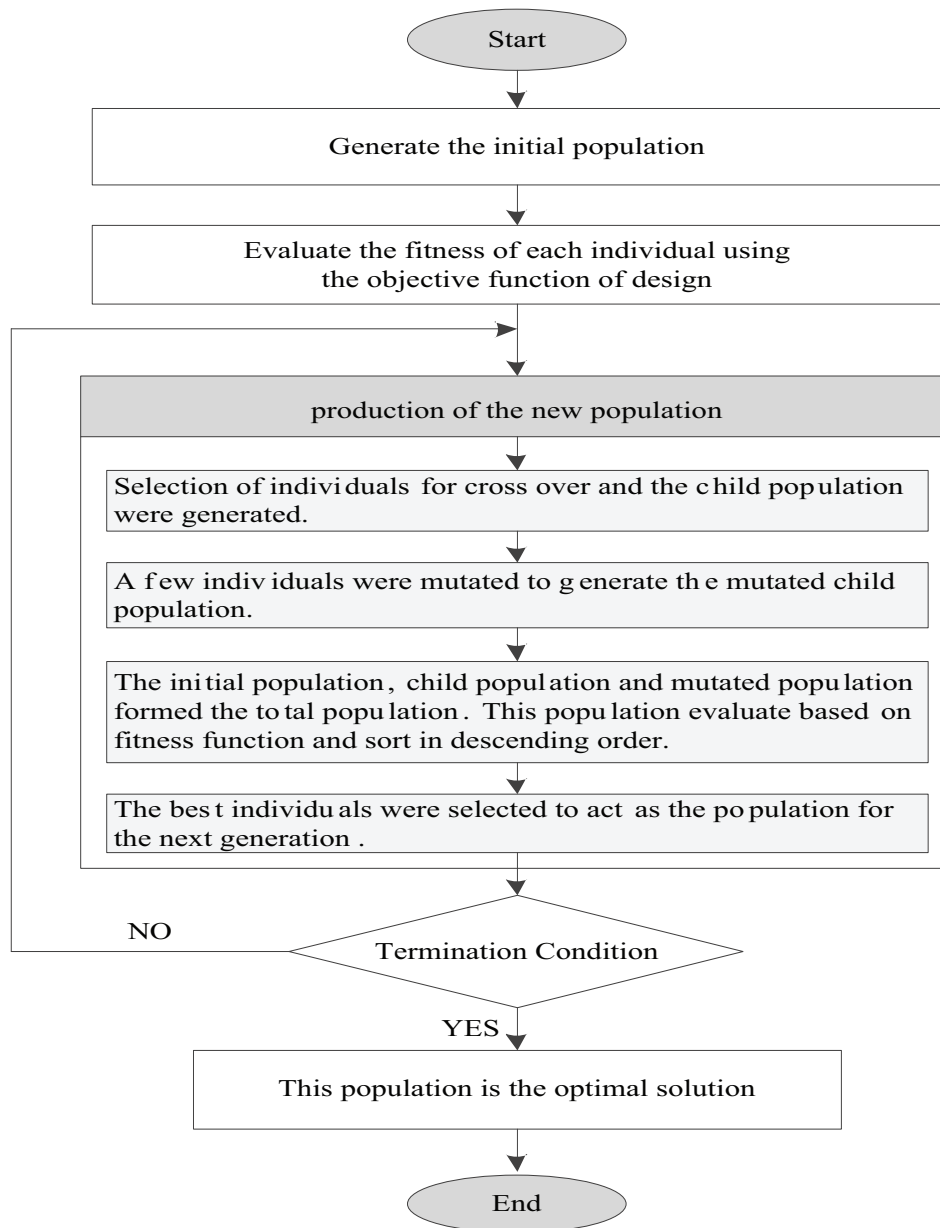 Start
Generate the initial population
Evaluate the fitness of each individual using
the objective function of design
production of the new population
Selection of individuals for cross over and the child population
were generated.
A few individuals were mutated to generate the mutated child
population.
The initial population, child population and mutated population
formed the total population. This population evaluate based on
fitness function and sort in descending order.
The best individuals were selected to act as the population for
the next generation .
NO
Termination Condition
YES
This population is the optimal solution
End